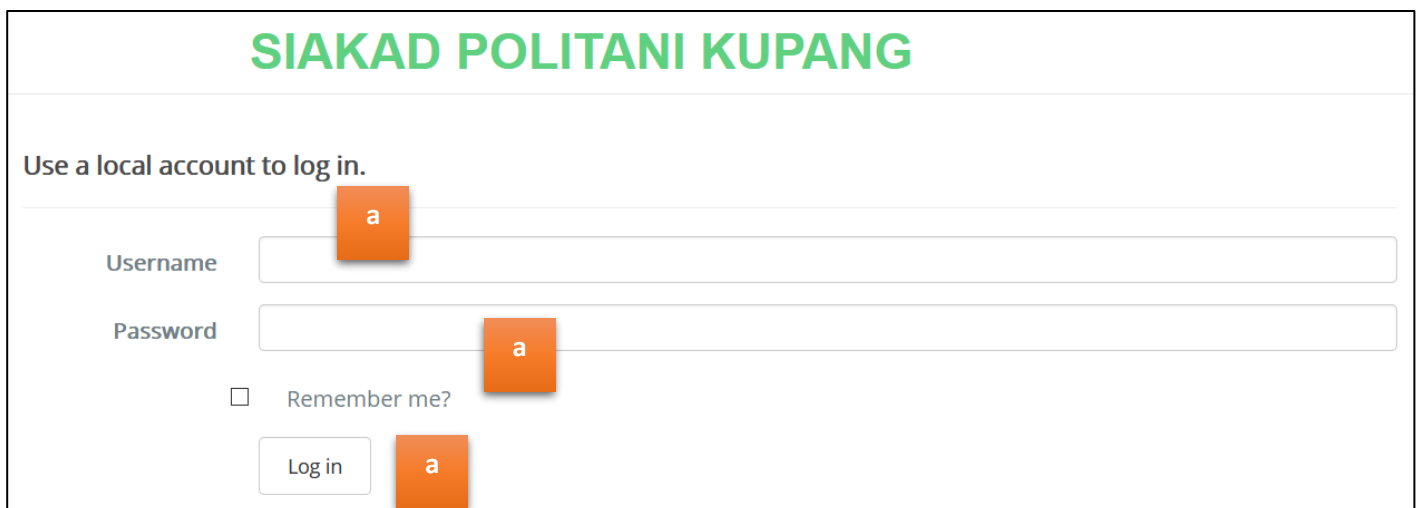 SIAKAD POLITANI KUPANG
Use a local account to log in.
a
Username
Password
a
Remember me?
Log in
a